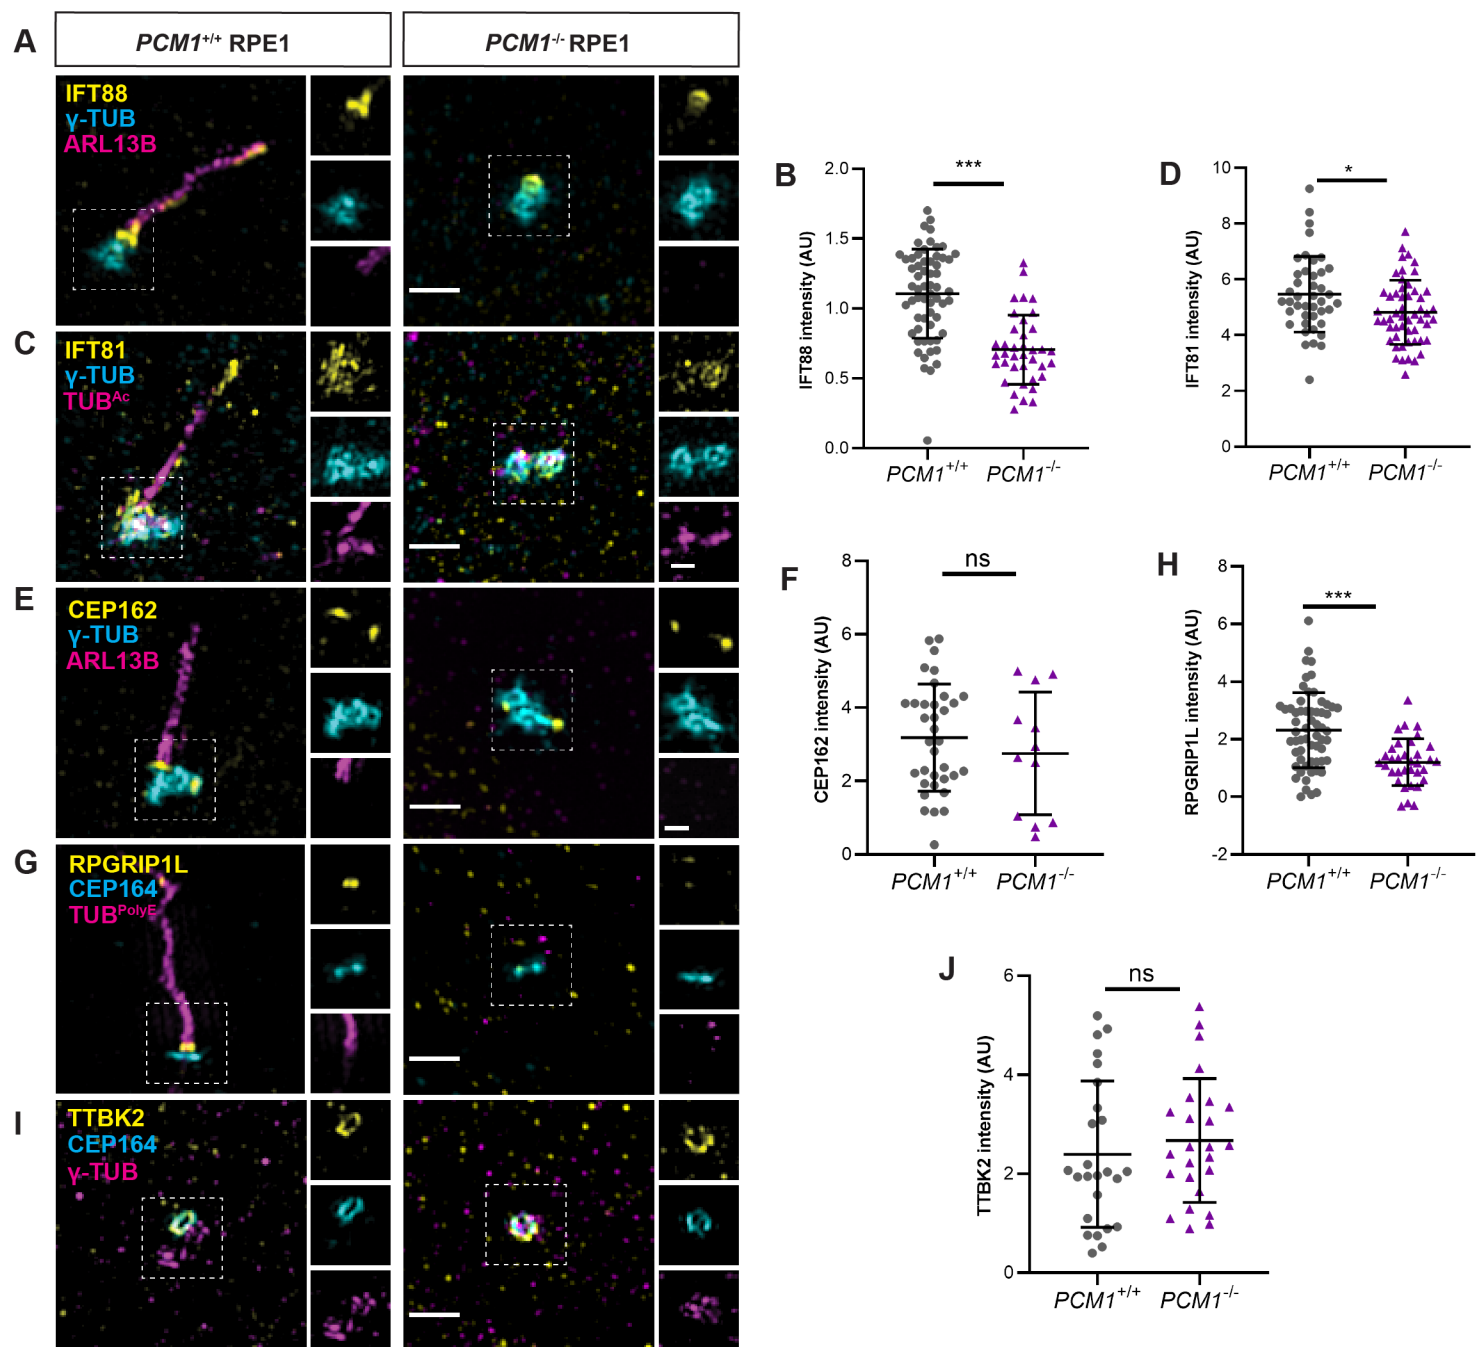 A
PCM1+/+ RPE1
PCM1-/- RPE1
IFT88
γ-TUB
ARL13B
B
2.0
1.5
1.0
0.5
0.0
IFT88 intensity (AU)
***
PCM1+/+
PCM1-/-
D
10
8
6
4
2
0
IFT81 intensity (AU)
*
PCM1+/+
PCM1-/-
C
IFT81
γ-TUB
TUBAc
E
CEP162
γ-TUB
ARL13B
F
8
6
4
2
0
CEP162 intensity (AU)
ns
PCM1+/+
PCM1-/-
H
8
6
4
2
0
-2
RPGRIP1L intensity (AU)
***
PCM1+/+
PCM1-/-
G
RPGRIP1L
CEP164
TUBPolyE
I
TTBK2
CEP164
γ-TUB
J
6
4
2
0
TTBK2 intensity (AU)
ns
PCM1+/+
PCM1-/-